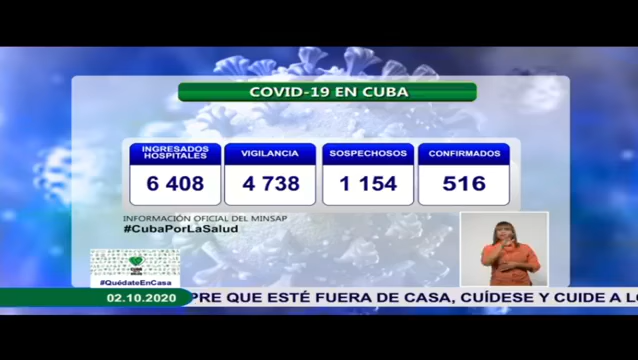 COVID-19 EN CUBA
INGRESADOS
HOSPITALES
6 408
VIGILANCIA
4 738
SOSPECHOSOS
1 154
CONFIRMADOS
516
INFORMACIÓN OFICIAL DEL MINSAP
#CubaPorLaSalud
#QuédateEnCasa
02.10.2020
PRE QUE ESTÉ FUERA DE CASA, CUÍDESE Y CUIDE A LO